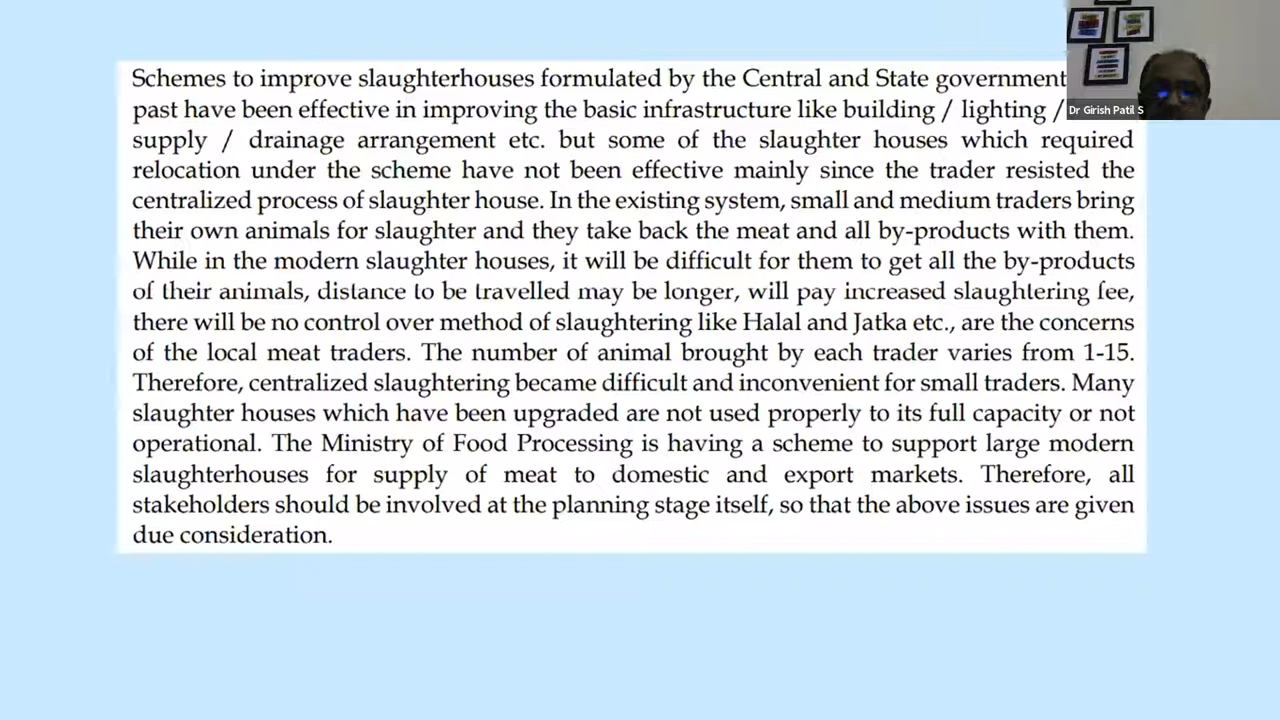 Schemes to improve slaughterhouses formulated by the Central and State government
past have been effective in improving the basic infrastructure like building / lighting /
supply / drainage arrangement etc. but some of the slaughter houses which required
relocation under the scheme have not been effective mainly since the trader resisted the
centralized process of slaughter house. In the existing system, small and medium traders bring
their own animals for slaughter and they take back the meat and all by-products with them.
While in the modern slaughter houses, it will be difficult for them to get all the by-products
of their animals, distance to be travelled may be longer, will pay increased slaughtering fee,
there will be no control over method of slaughtering like Halal and Jatka etc., are the concerns
of the local meat traders. The number of animal brought by each trader varies from 1-15.
Therefore, centralized slaughtering became difficult and inconvenient for small traders. Many
slaughter houses which have been upgraded are not used properly to its full capacity or not
operational. The Ministry of Food Processing is having a scheme to support large modern
slaughterhouses for supply of meat to domestic and export markets. Therefore, all
stakeholders should be involved at the planning stage itself, so that the above issues are given
due consideration.
Dr Girish Patil S